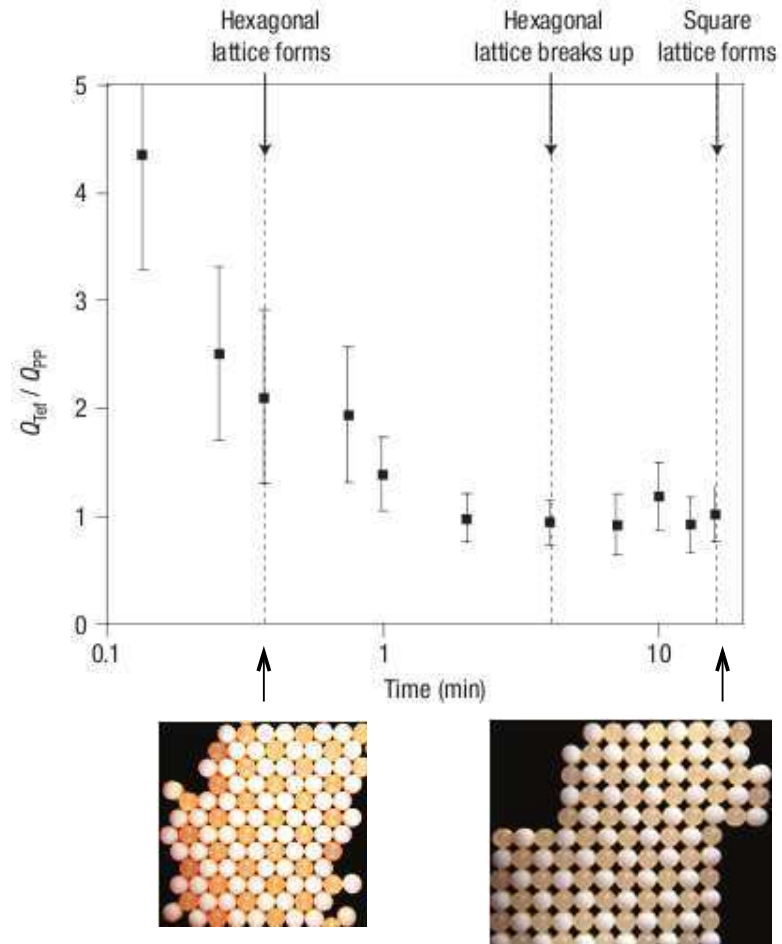 Hexagonal
lattice forms
Hexagonal
lattice breaks up
Square
lattice forms
5
4
3
2
1
0
Q_Tef / Q_PP
0.1
1
10
Time (min)